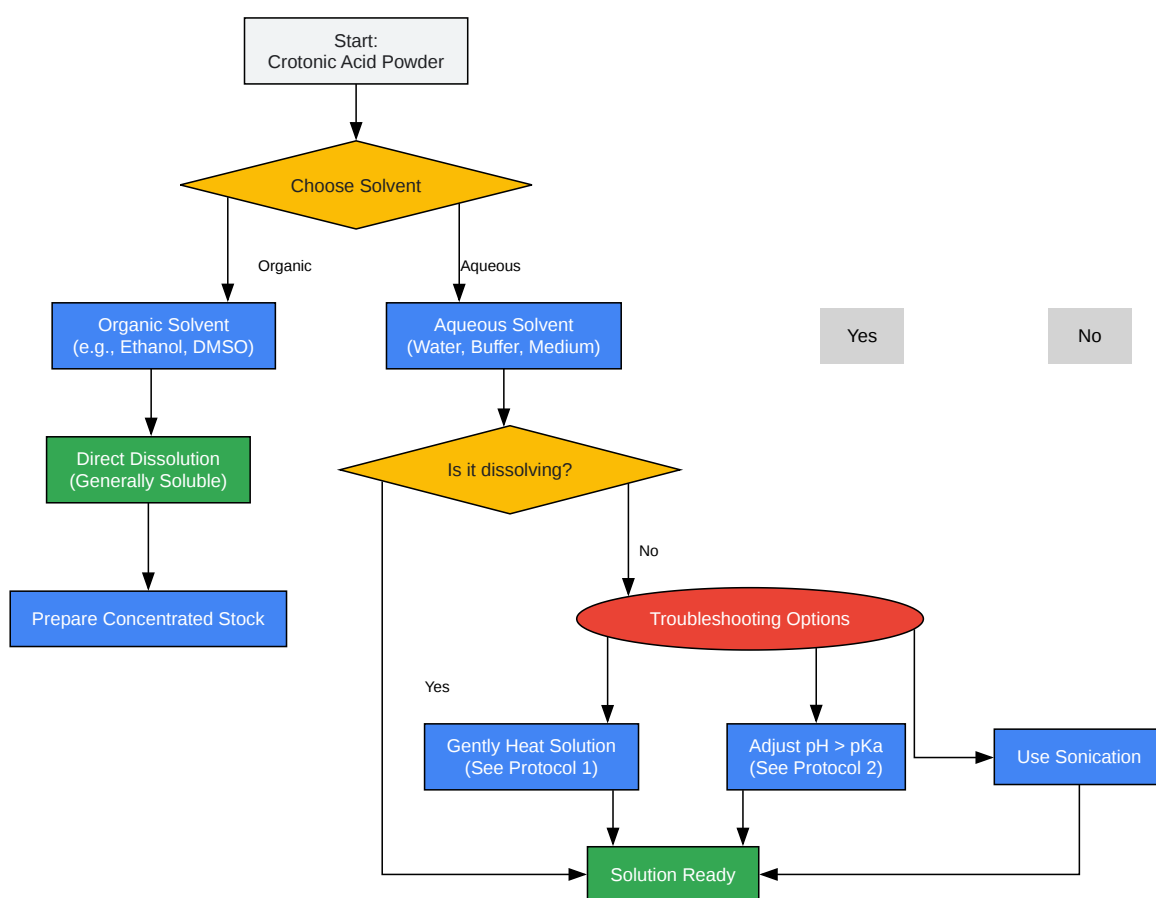 Start:
Crotonic Acid Powder
Choose Solvent
Organic
Aqueous
Organic Solvent
(e.g., Ethanol, DMSO)
Aqueous Solvent
(Water, Buffer, Medium)
Yes
No
Direct Dissolution
(Generally Soluble)
Is it dissolving?
No
Prepare Concentrated Stock
Troubleshooting Options
Yes
Gently Heat Solution
(See Protocol 1)
Adjust pH > pKa
(See Protocol 2)
Use Sonication
Solution Ready